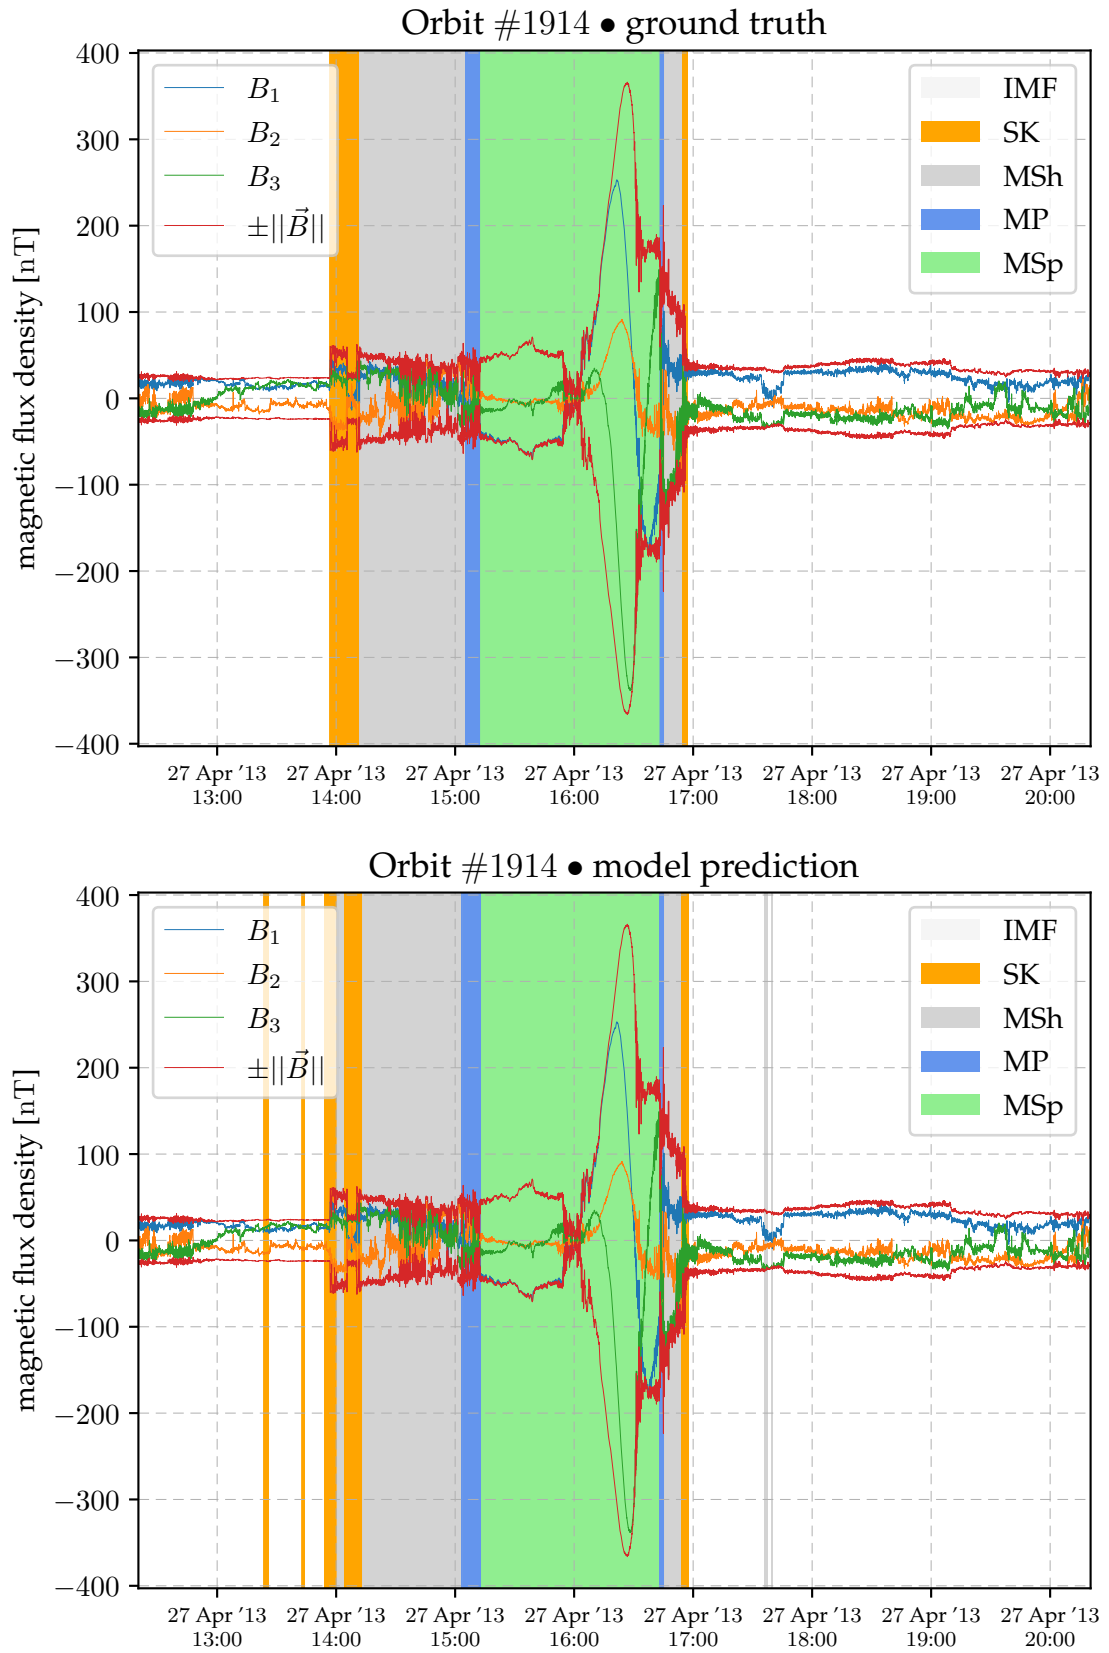 Orbit #1914 • ground truth
400
300
200
100
0
−100
−200
−300
−400
magnetic flux density [nT]
B₁
B₂
B₃
±||B⃗||
IMF
SK
MSh
MP
MSp
27 Apr '13 27 Apr '13 27 Apr '13 27 Apr '13 27 Apr '13 27 Apr '13 27 Apr '13 27 Apr '13
13:00 14:00 15:00 16:00 17:00 18:00 19:00 20:00
Orbit #1914 • model prediction
400
300
200
100
0
−100
−200
−300
−400
magnetic flux density [nT]
B₁
B₂
B₃
±||B⃗||
IMF
SK
MSh
MP
MSp
27 Apr '13 27 Apr '13 27 Apr '13 27 Apr '13 27 Apr '13 27 Apr '13 27 Apr '13 27 Apr '13
13:00 14:00 15:00 16:00 17:00 18:00 19:00 20:00